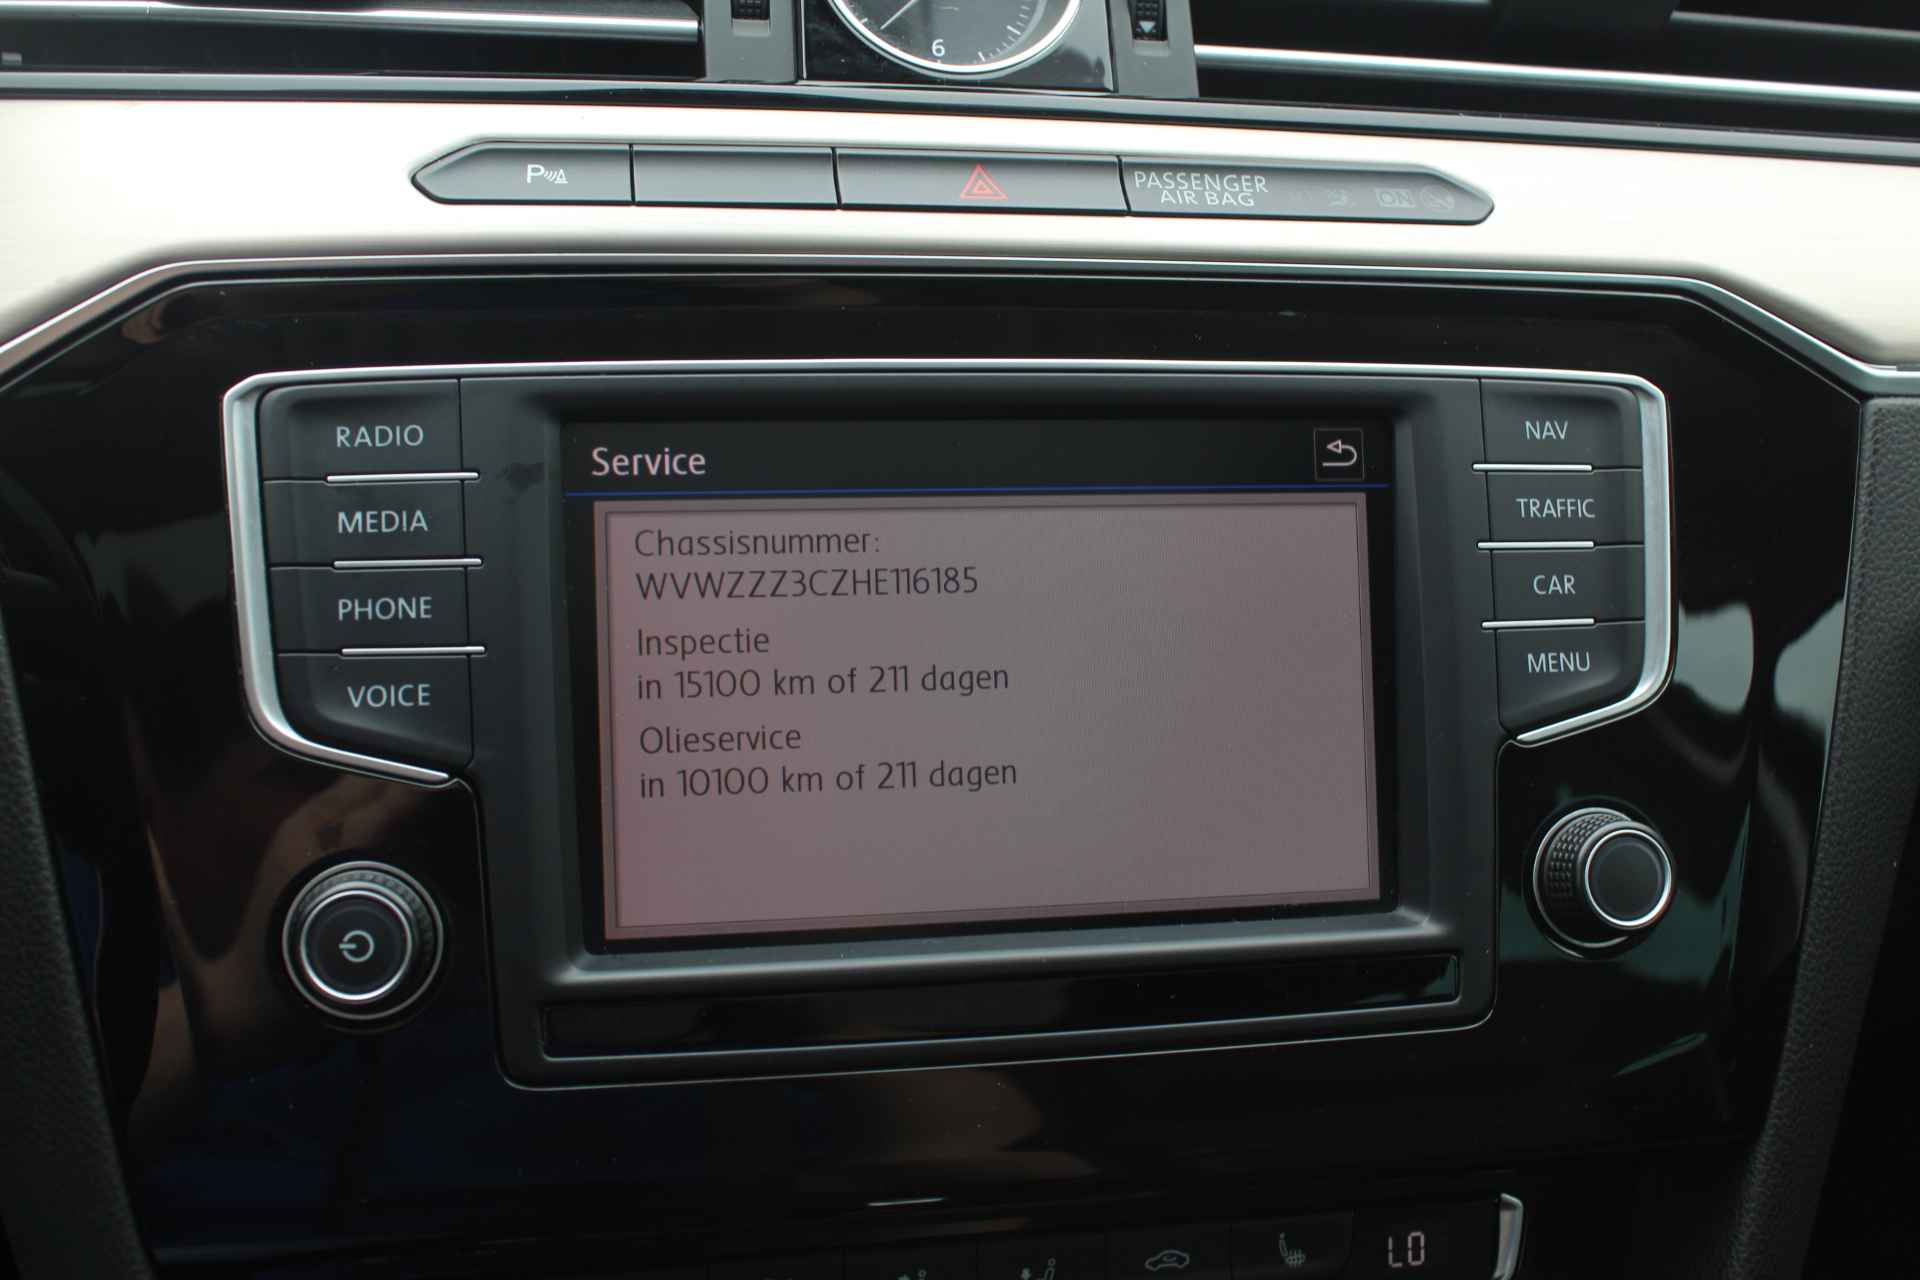 6
P
PASSENGER
AIR BAG
ON
RADIO
MEDIA
PHONE
VOICE
Service
Chassisnummer:
WVWZZZ3CZHE116185
Inspectie
in 15100 km of 211 dagen
Olieservice
in 10100 km of 211 dagen
NAV
TRAFFIC
CAR
MENU
LO